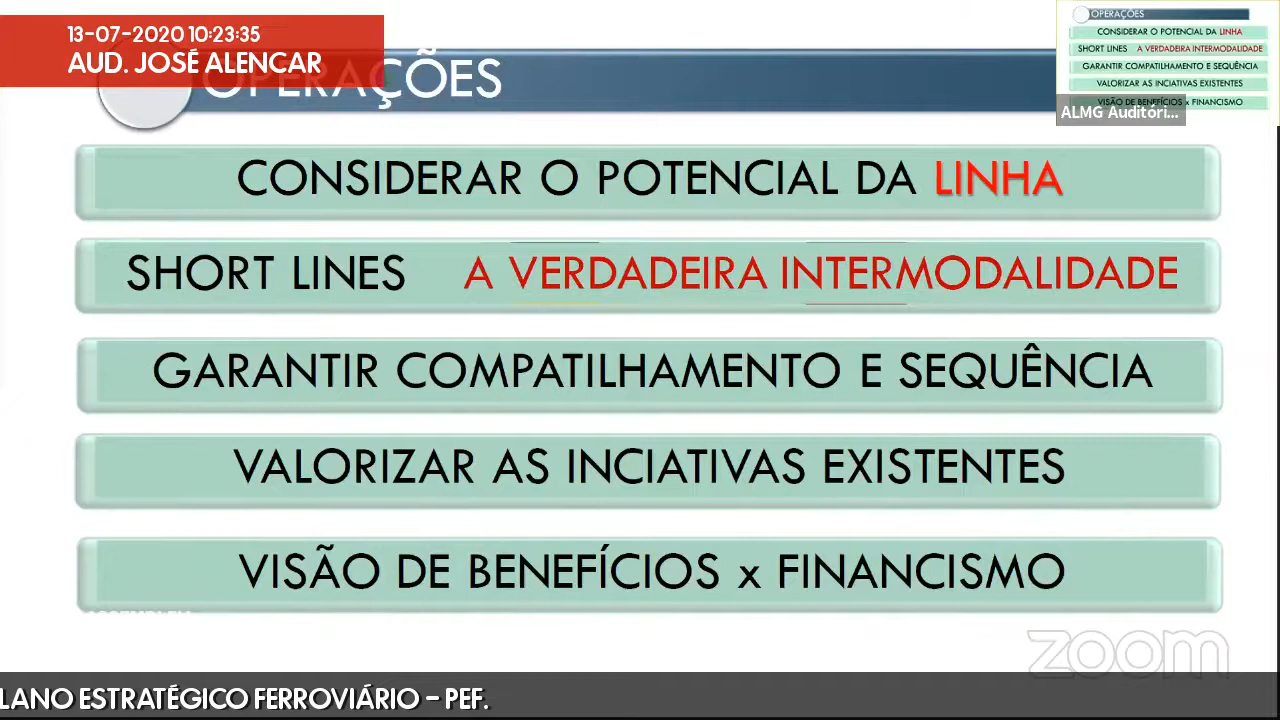 13-07-2020 10:23:35
AUD. JOSÉ ALENCAR
OPERAÇÕES
CONSIDERAR O POTENCIAL DA LINHA
SHORT LINES A VERDADEIRA INTERMODALIDADE
GARANTIR COMPATILHAMENTO E SEQUÊNCIA
VALORIZAR AS INCIATIVAS EXISTENTES
VISÃO DE BENEFÍCIOS x FINANCISMO
OPERAÇÕES
CONSIDERAR O POTENCIAL DA LINHA
SHORT LINES A VERDADEIRA INTERMODALIDADE
GARANTIR COMPATILHAMENTO E SEQUÊNCIA
VALORIZAR AS INCIATIVAS EXISTENTES
VISÃO DE BENEFÍCIOS x FINANCISMO
ALMG Auditóri...
zoom
LANO ESTRATÉGICO FERROVIÁRIO – PEF.